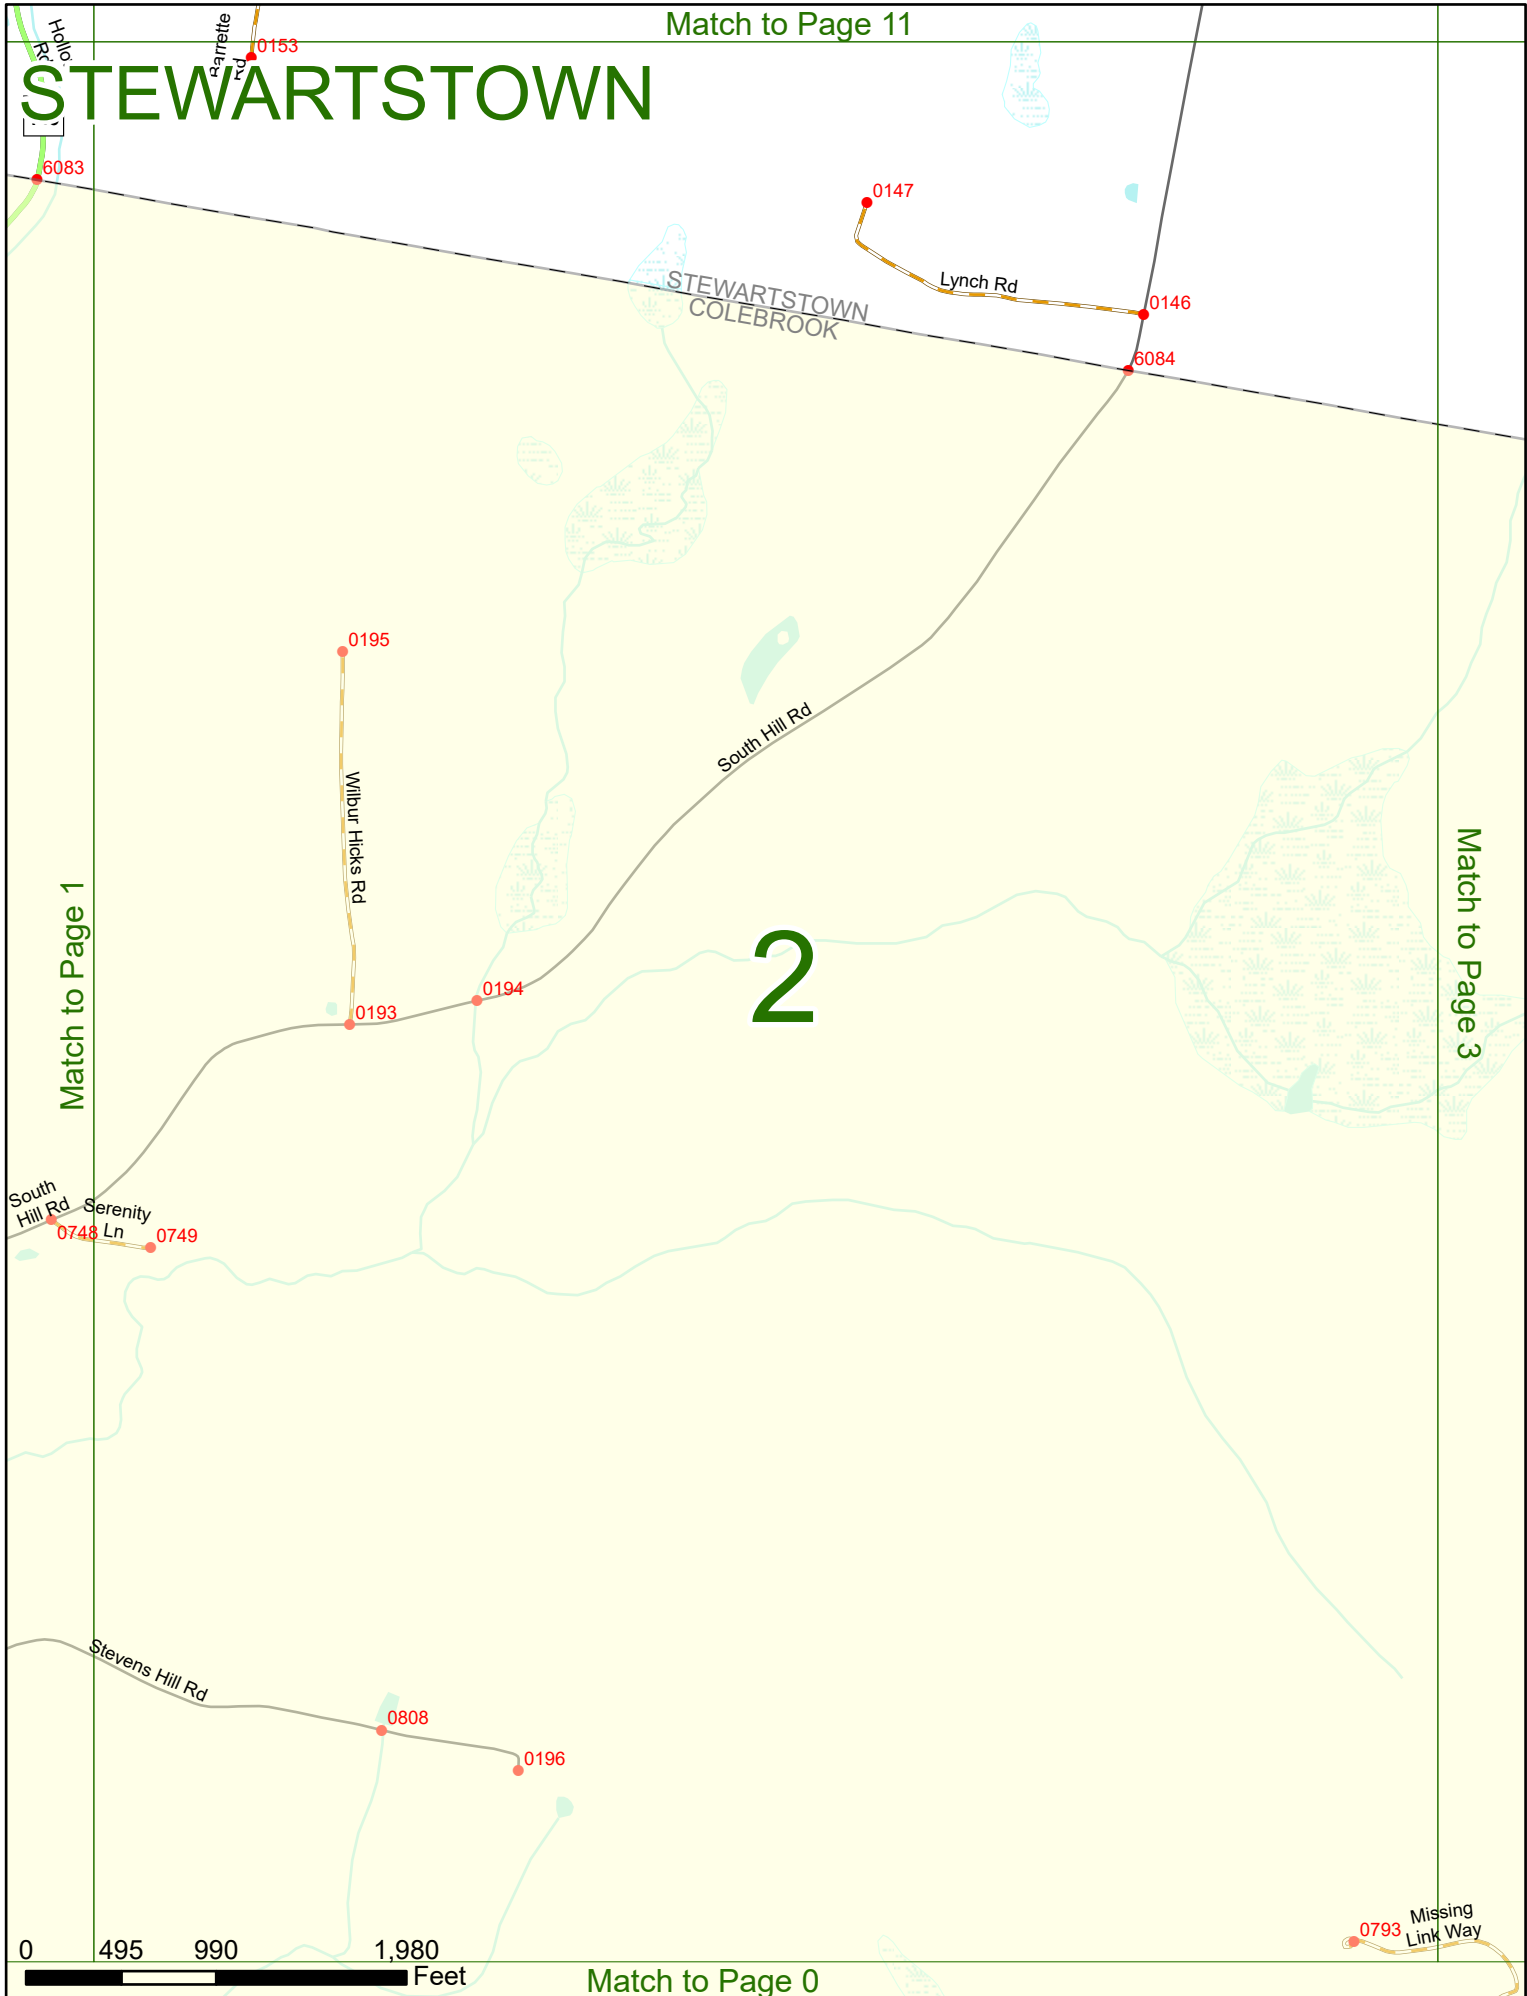 Match to Page 11
Barrette
Rd
0153
STEWARTSTOWN
6083
0147
Lynch Rd
0146
STEWARTSTOWN
COLEBROOK
6084
0195
South Hill Rd
Wilbur Hicks Rd
Match to Page 1
Match to Page 3
2
0194
0193
South
Hill Rd
Serenity
Ln
0748
0749
Stevens Hill Rd
0808
0196
Missing
Link Way
0793
0 495 990 1,980
Feet
Match to Page 0